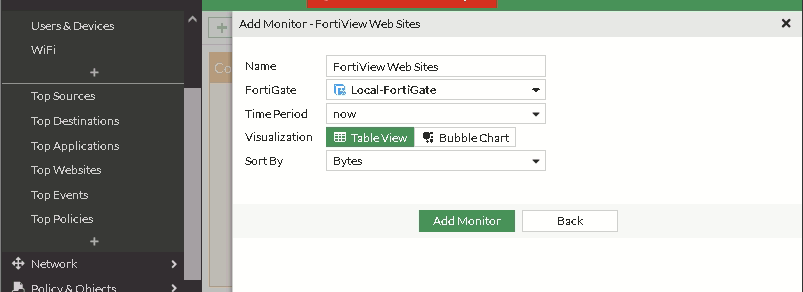 Users & Devices
WiFi
+
Top Sources
Top Destinations
Top Applications
Top Websites
Top Events
Top Policies
+
Network
Policy & Objects
Co
Add Monitor - FortiView Web Sites
Name FortiView Web Sites
FortiGate Local-FortiGate
Time Period now
Visualization Table View Bubble Chart
Sort By Bytes
Add Monitor Back